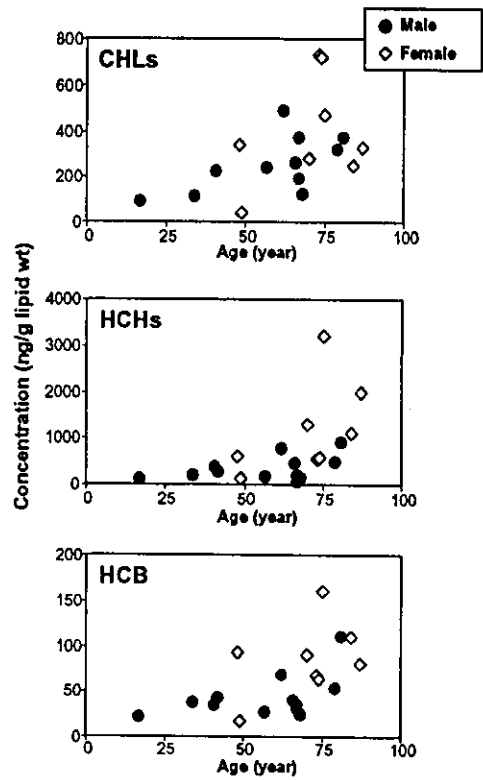 Male
Female
CHLs
800
600
400
200
0
0 25 50 75 100
Age (year)
Concentration (ng/g lipid wt)
HCHs
4000
3000
2000
1000
0
0 25 50 75 100
Age (year)
HCB
200
150
100
50
0
0 25 50 75 100
Age (year)